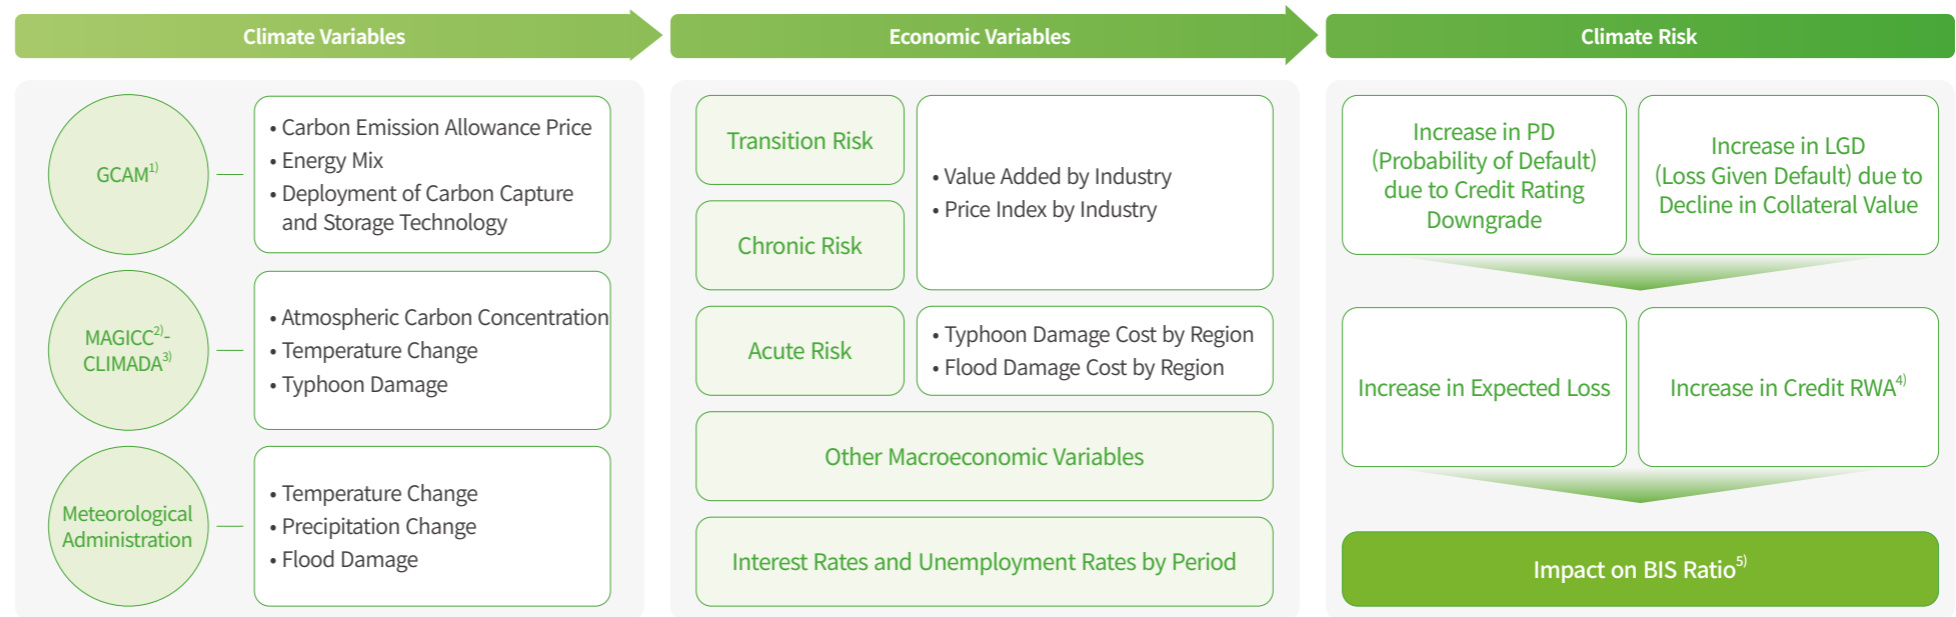 Climate Variables
Economic Variables
Climate Risk
GCAM1)
• Carbon Emission Allowance Price
• Energy Mix
• Deployment of Carbon Capture
and Storage Technology
MAGICC2)-
CLIMADA3)
• Atmospheric Carbon Concentration
• Temperature Change
• Typhoon Damage
Meteorological
Administration
• Temperature Change
• Precipitation Change
• Flood Damage
Transition Risk
Chronic Risk
• Value Added by Industry
• Price Index by Industry
Acute Risk
• Typhoon Damage Cost by Region
• Flood Damage Cost by Region
Other Macroeconomic Variables
Interest Rates and Unemployment Rates by Period
Increase in PD
(Probability of Default)
due to Credit Rating
Downgrade
Increase in LGD
(Loss Given Default) due to
Decline in Collateral Value
Increase in Expected Loss
Increase in Credit RWA4)
Impact on BIS Ratio5)